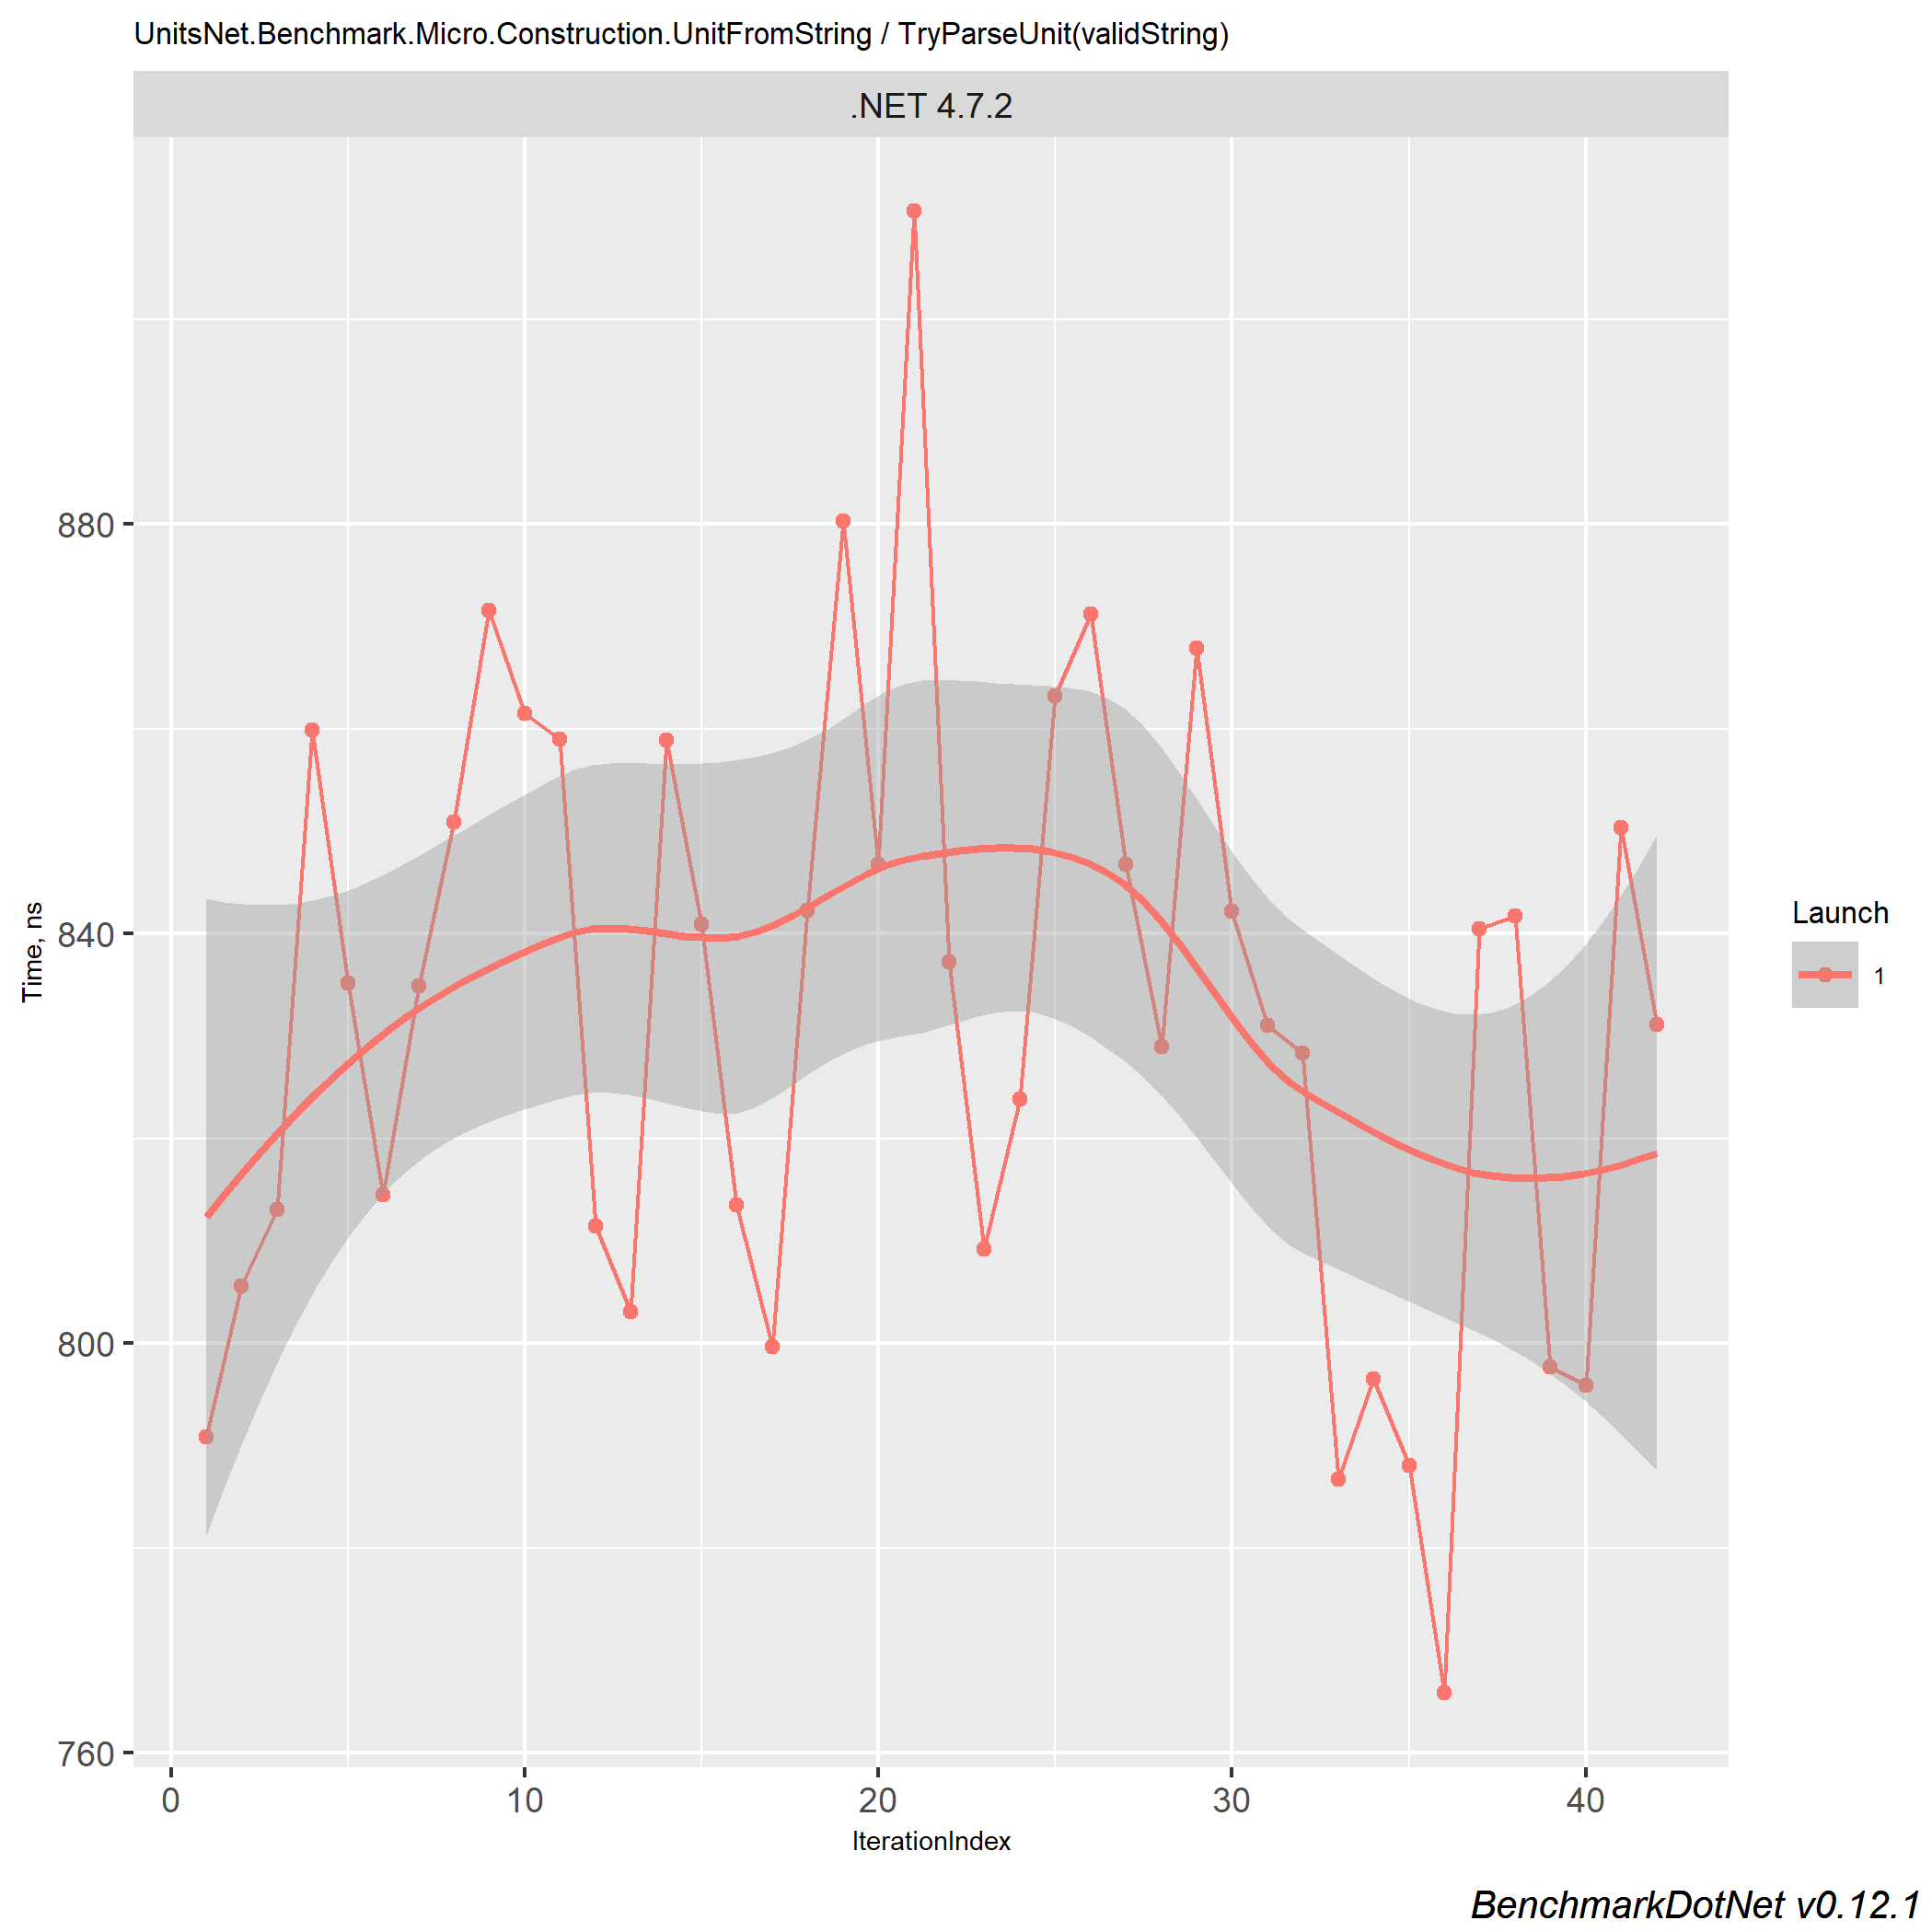 UnitsNet.Benchmark.Micro.Construction.UnitFromString / TryParseUnit(validString)
.NET 4.7.2
880
840
800
760
Time, ns
0 10 20 30 40
IterationIndex
Launch
1
BenchmarkDotNet v0.12.1